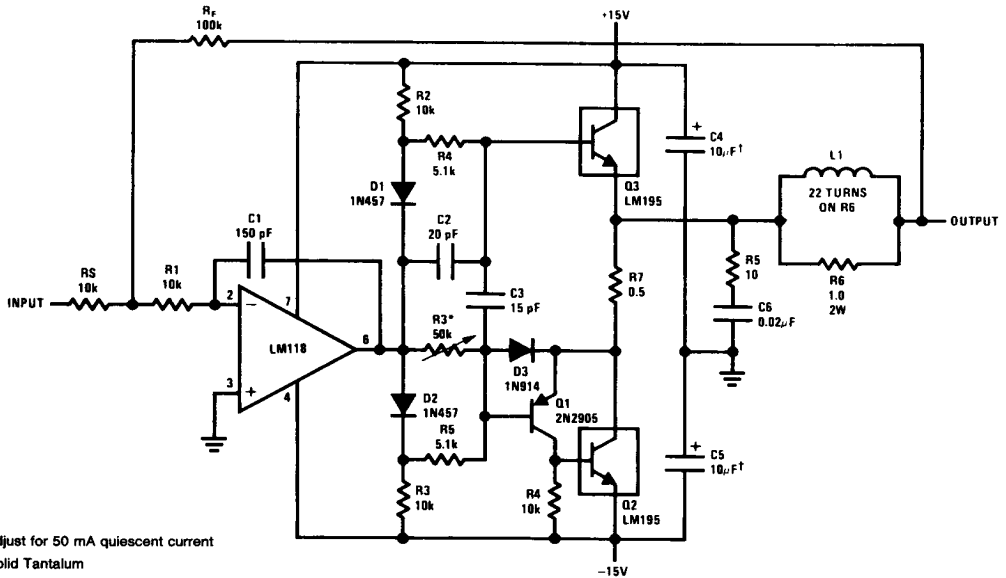 R_F
100k
+15V
R2
10k
R4
5.1k
C4
10µF†
+
L1
22 TURNS
ON R6
D1
1N457
Q3
LM195
C1
150 pF
C2
20 pF
OUTPUT
RS
10k
R1
10k
R5
10
R6
1.0
2W
R7
0.5
C3
15 pF
C6
0.02µF
INPUT
2
−
7
R3*
50k
LM118
6
D3
1N914
3
+
4
D2
1N457
Q1
2N2905
R5
5.1k
+
C5
10µF†
R3
10k
R4
10k
Q2
LM195
djust for 50 mA quiescent current
olid Tantalum
−15V